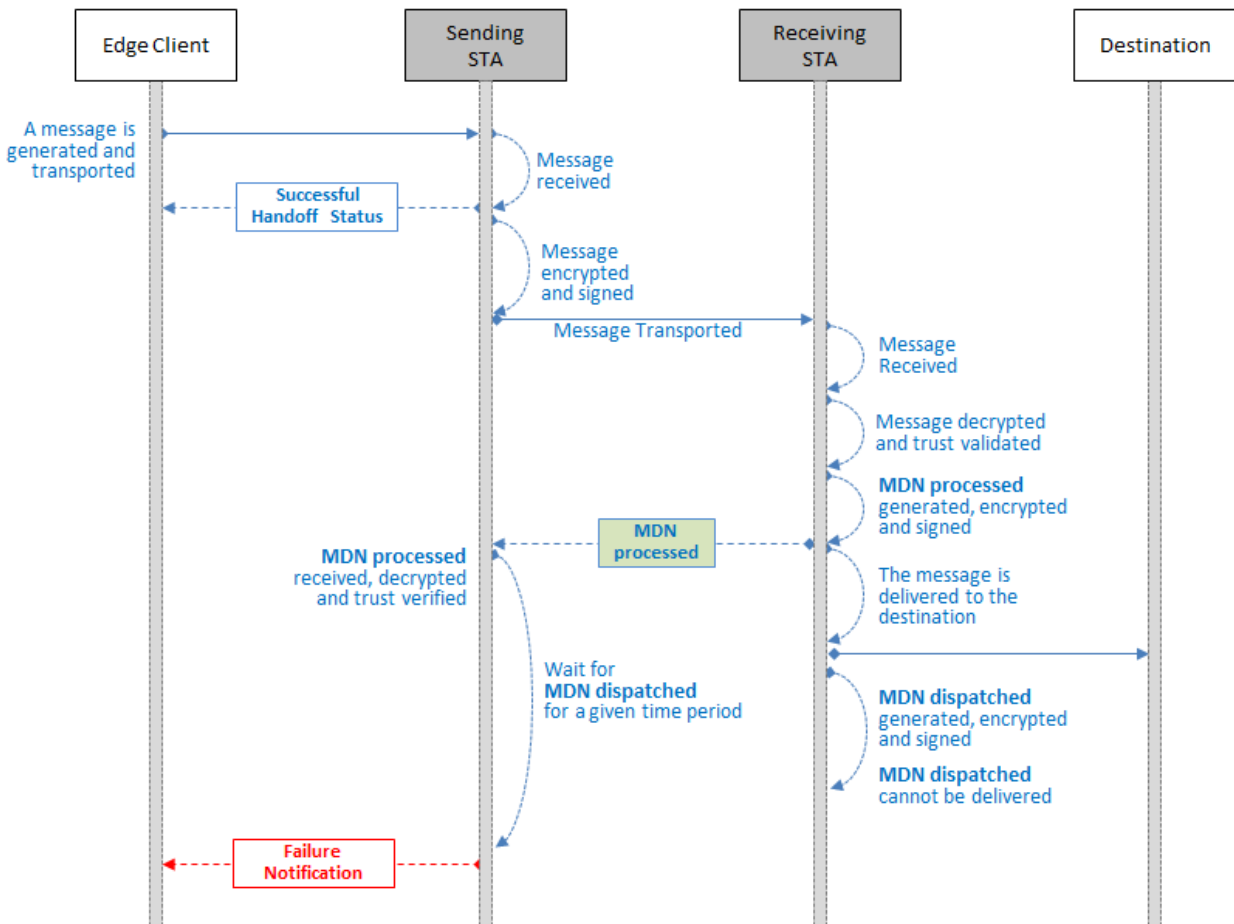 Edge Client
Sending
STA
Receiving
STA
Destination
A message is
generated and
transported
Message
received
Successful
Handoff Status
Message
encrypted
and signed
Message Transported
Message
Received
Message decrypted
and trust validated
MDN processed
generated, encrypted
and signed
MDN
processed
MDN processed
received, decrypted
and trust verified
The message is
delivered to the
destination
Wait for
MDN dispatched
for a given time period
MDN dispatched
generated, encrypted
and signed
MDN dispatched
cannot be delivered
Failure
Notification